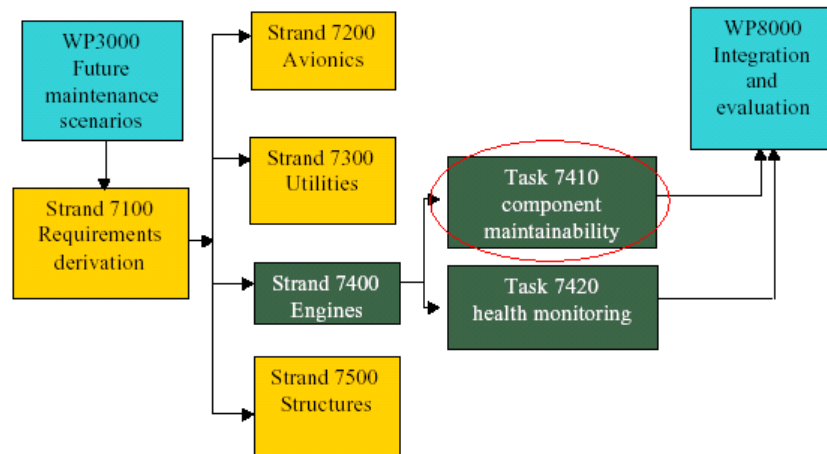 WP3000
Future
maintenance
scenarios
Strand 7100
Requirements
derivation
Strand 7200
Avionics
Strand 7300
Utilities
Strand 7400
Engines
Strand 7500
Structures
Task 7410
component
maintainability
Task 7420
health monitoring
WP8000
Integration
and
evaluation